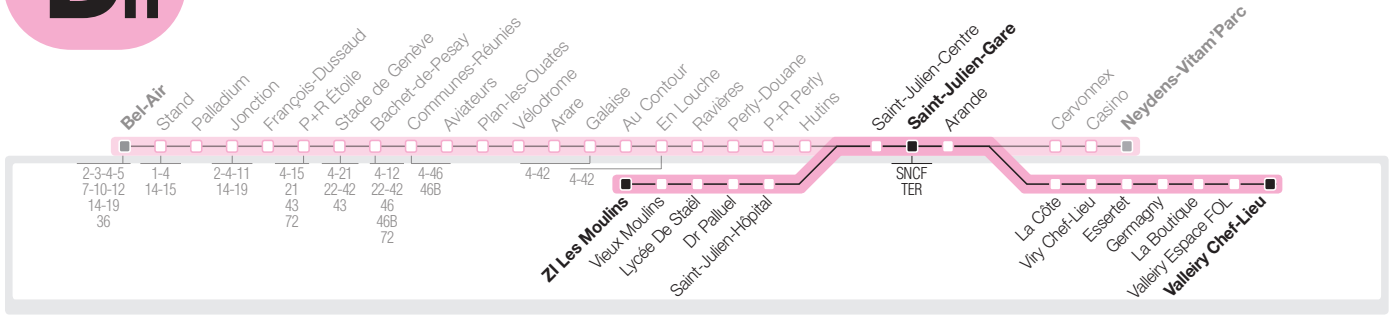 Bel-Air
Stand
Palladium
Jonction
François-Dussaud
P+R Étoile
Stade de Genève
Bachet-de-Pesay
Communes-Réunies
Aviateurs
Plan-les-Ouates
Vélodrome
Arare
Galaise
Au Contour
En Louche
Ravières
Perly-Douane
P+R Perly
Hutins
Saint-Julien-Centre
Saint-Julien-Gare
Arande
Cervonnex
Casino
Neydens-Vitam'Parc
2-3-4-5
7-10-12
14-19
36
1-4
14-15
2-4-11
14-19
4-15
21
43
72
4-21
22-42
43
4-12
22-42
46
46B
72
4-46
46B
4-42
4-42
SNCF
TER
ZI Les Moulins
Vieux Moulins
Lycée De Staël
Dr Palluel
Saint-Julien-Hôpital
La Côte
Viry Chef-Lieu
Essertet
Germagny
La Boutique
Valleiry Espace FOL
Valleiry Chef-Lieu